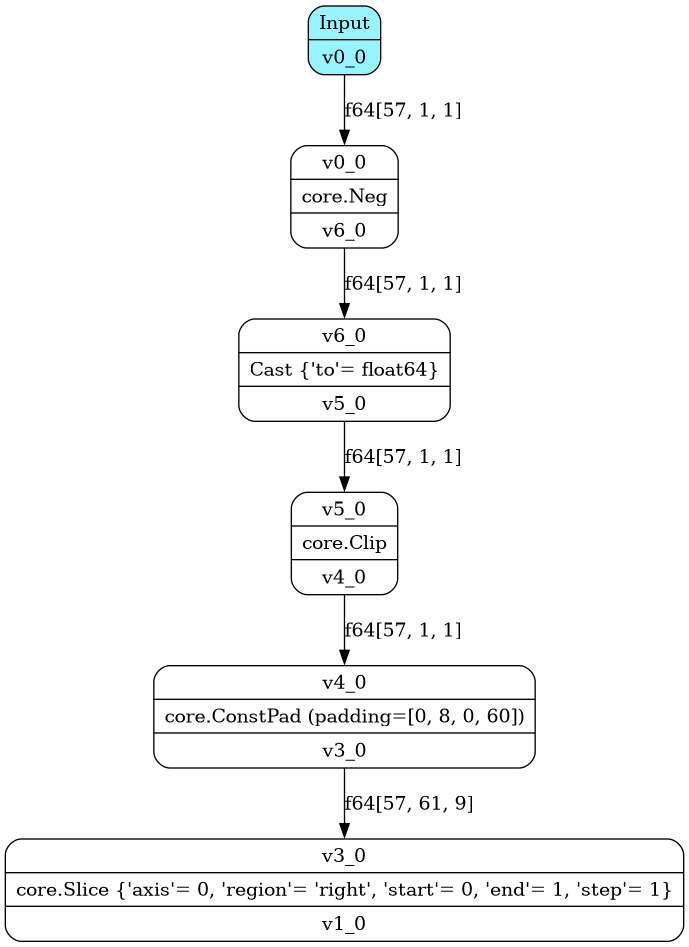 Input
v0_0
f64[57, 1, 1]
v0_0
core.Neg
v6_0
f64[57, 1, 1]
v6_0
Cast {'to'= float64}
v5_0
f64[57, 1, 1]
v5_0
core.Clip
v4_0
f64[57, 1, 1]
v4_0
core.ConstPad (padding=[0, 8, 0, 60])
v3_0
f64[57, 61, 9]
v3_0
core.Slice {'axis'= 0, 'region'= 'right', 'start'= 0, 'end'= 1, 'step'= 1}
v1_0